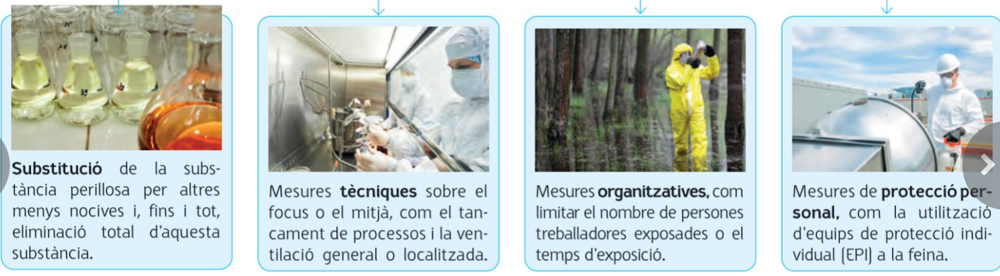 Substitució de la subs-
tància perillosa per altres
menys nocives i, fins i tot,
eliminació total d'aquesta
substància.
Mesures tècniques sobre el
focus o el mitjà, com el tan-
cament de processos i la ven-
tilació general o localitzada.
Mesures organitzatives, com
limitar el nombre de persones
treballadores exposades o el
temps d'exposició.
Mesures de protecció per-
sonal, com la utilització
d'equips de protecció indi-
vidual (EPI) a la feina.